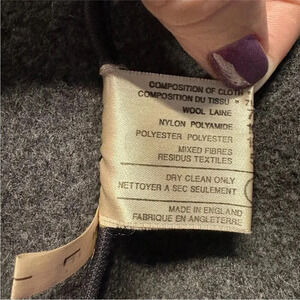 COMPOSITION OF CLOTH
COMPOSITION DU TISSU = 7
WOOL LAINE
NYLON POLYAMIDE
POLYESTER POLYESTER
MIXED FIBRES
RESIDUS TEXTILES
DRY CLEAN ONLY
NETTOYER A SEC SEULEMENT
MADE IN ENGLAND
FABRIQUE EN ANGLETERRE